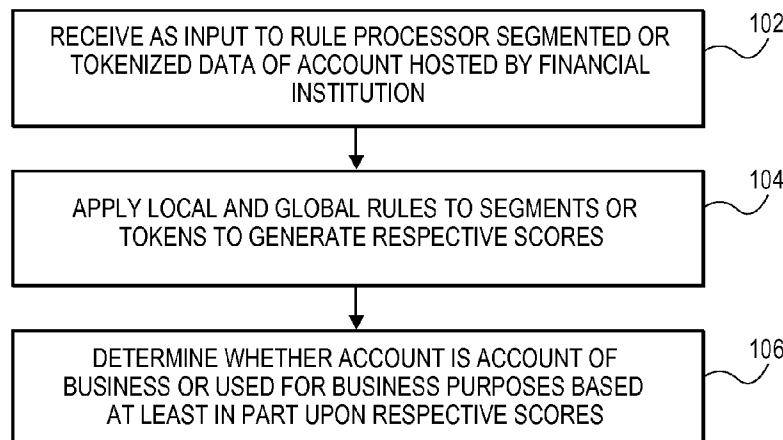 RECEIVE AS INPUT TO RULE PROCESSOR SEGMENTED OR
TOKENIZED DATA OF ACCOUNT HOSTED BY FINANCIAL
INSTITUTION
102
APPLY LOCAL AND GLOBAL RULES TO SEGMENTS OR
TOKENS TO GENERATE RESPECTIVE SCORES
104
DETERMINE WHETHER ACCOUNT IS ACCOUNT OF
BUSINESS OR USED FOR BUSINESS PURPOSES BASED
AT LEAST IN PART UPON RESPECTIVE SCORES
106